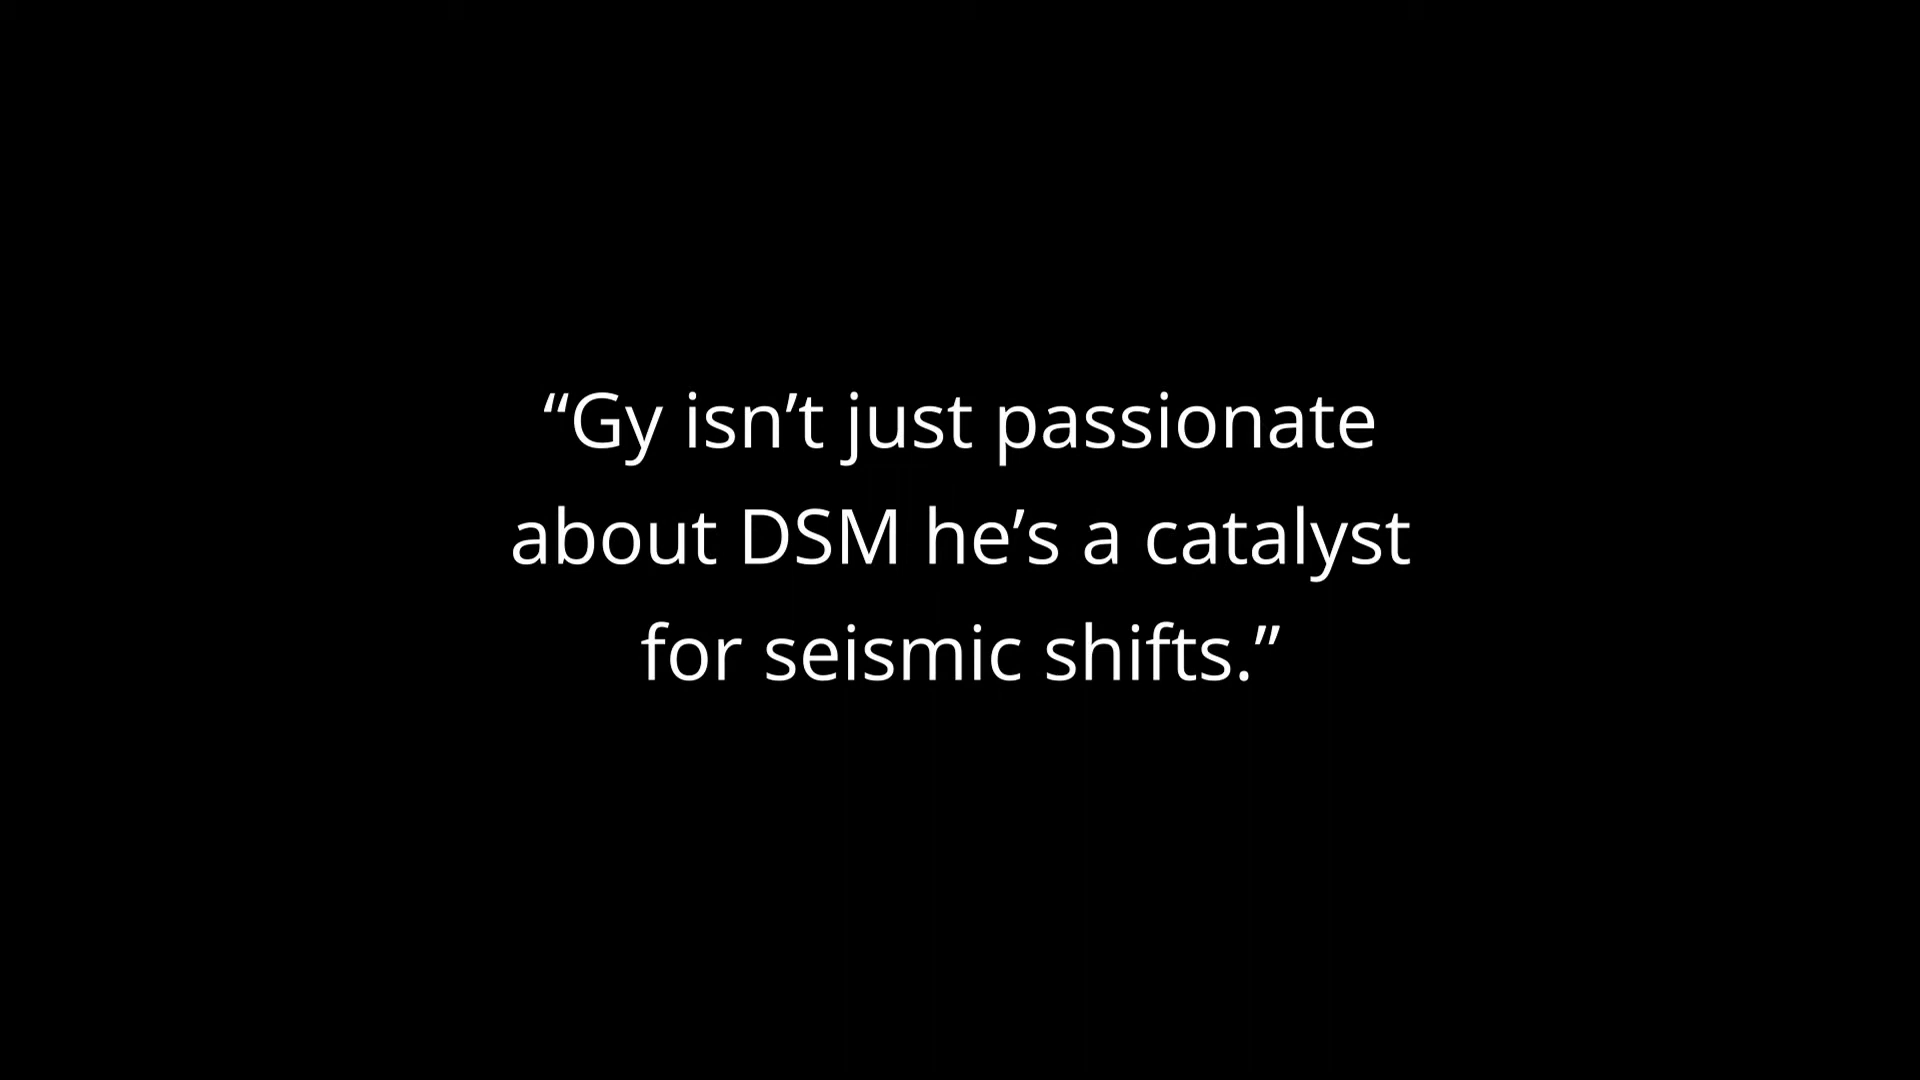 “Gy isn’t just passionate
about DSM he’s a catalyst
for seismic shifts.”